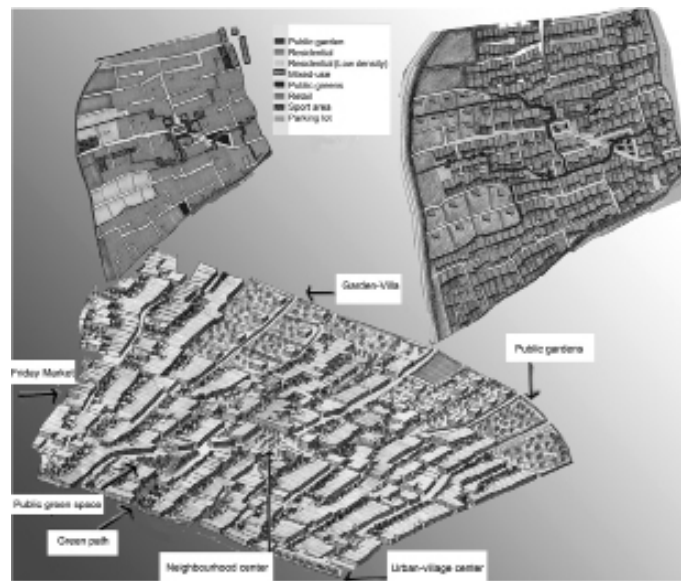 Public garden
Residential
Residential (Low density)
Mixed-use
Public greens
Retail
Sport area
Parking lot
Garden-Villa
Public gardens
Friday Market
Public green space
Green path
Neighbourhood center
Urban-village center